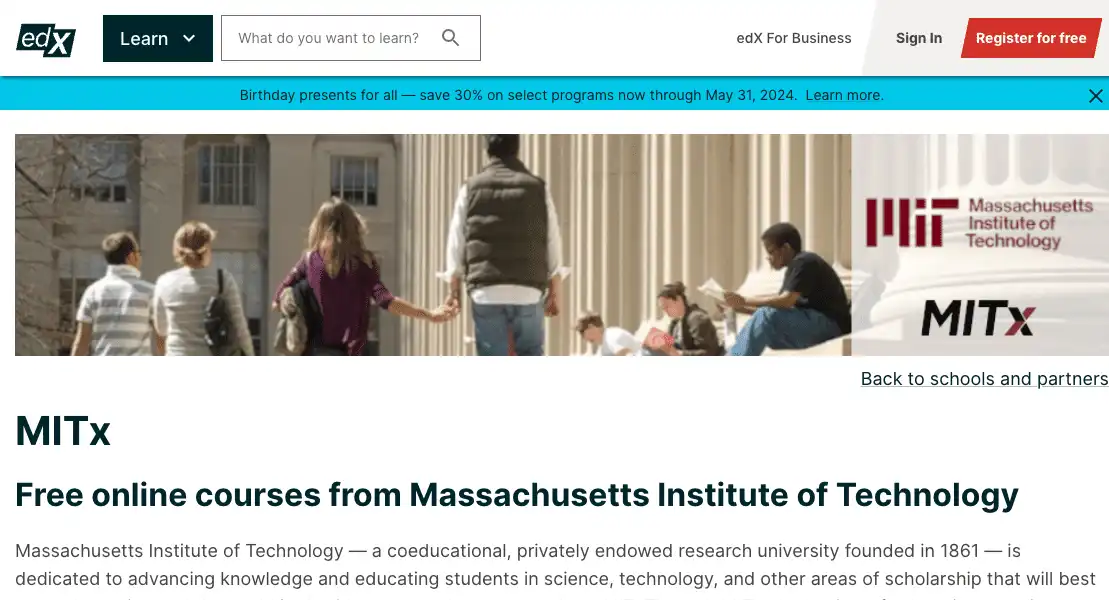 edX
Learn
What do you want to learn?
edX For Business
Sign In
Register for free
Birthday presents for all — save 30% on select programs now through May 31, 2024. Learn more.
Massachusetts
Institute of
Technology
MITx
Back to schools and partners
MITx
Free online courses from Massachusetts Institute of Technology
Massachusetts Institute of Technology — a coeducational, privately endowed research university founded in 1861 — is
dedicated to advancing knowledge and educating students in science, technology, and other areas of scholarship that will best